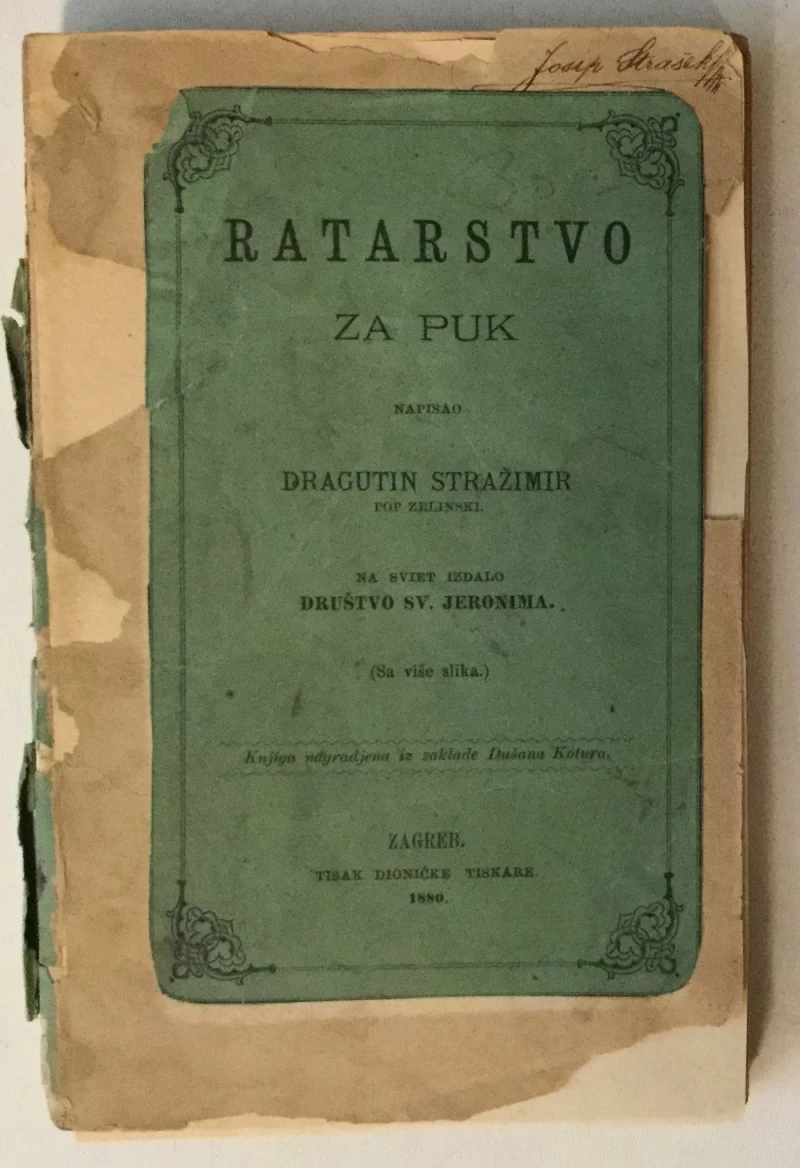 Josip Strašek
RATARSTVO
ZA PUK
NAPISAO
DRAGUTIN STRAŽIMIR
POP ZELINSKI.
NA SVIET IZDALO
DRUŠTVO SV. JERONIMA.
(Sa više slika.)
Knjiga nagradjena iz zaklade Dušana Kotura.
ZAGREB.
TISAK DIONIČKE TISKARE.
1880.